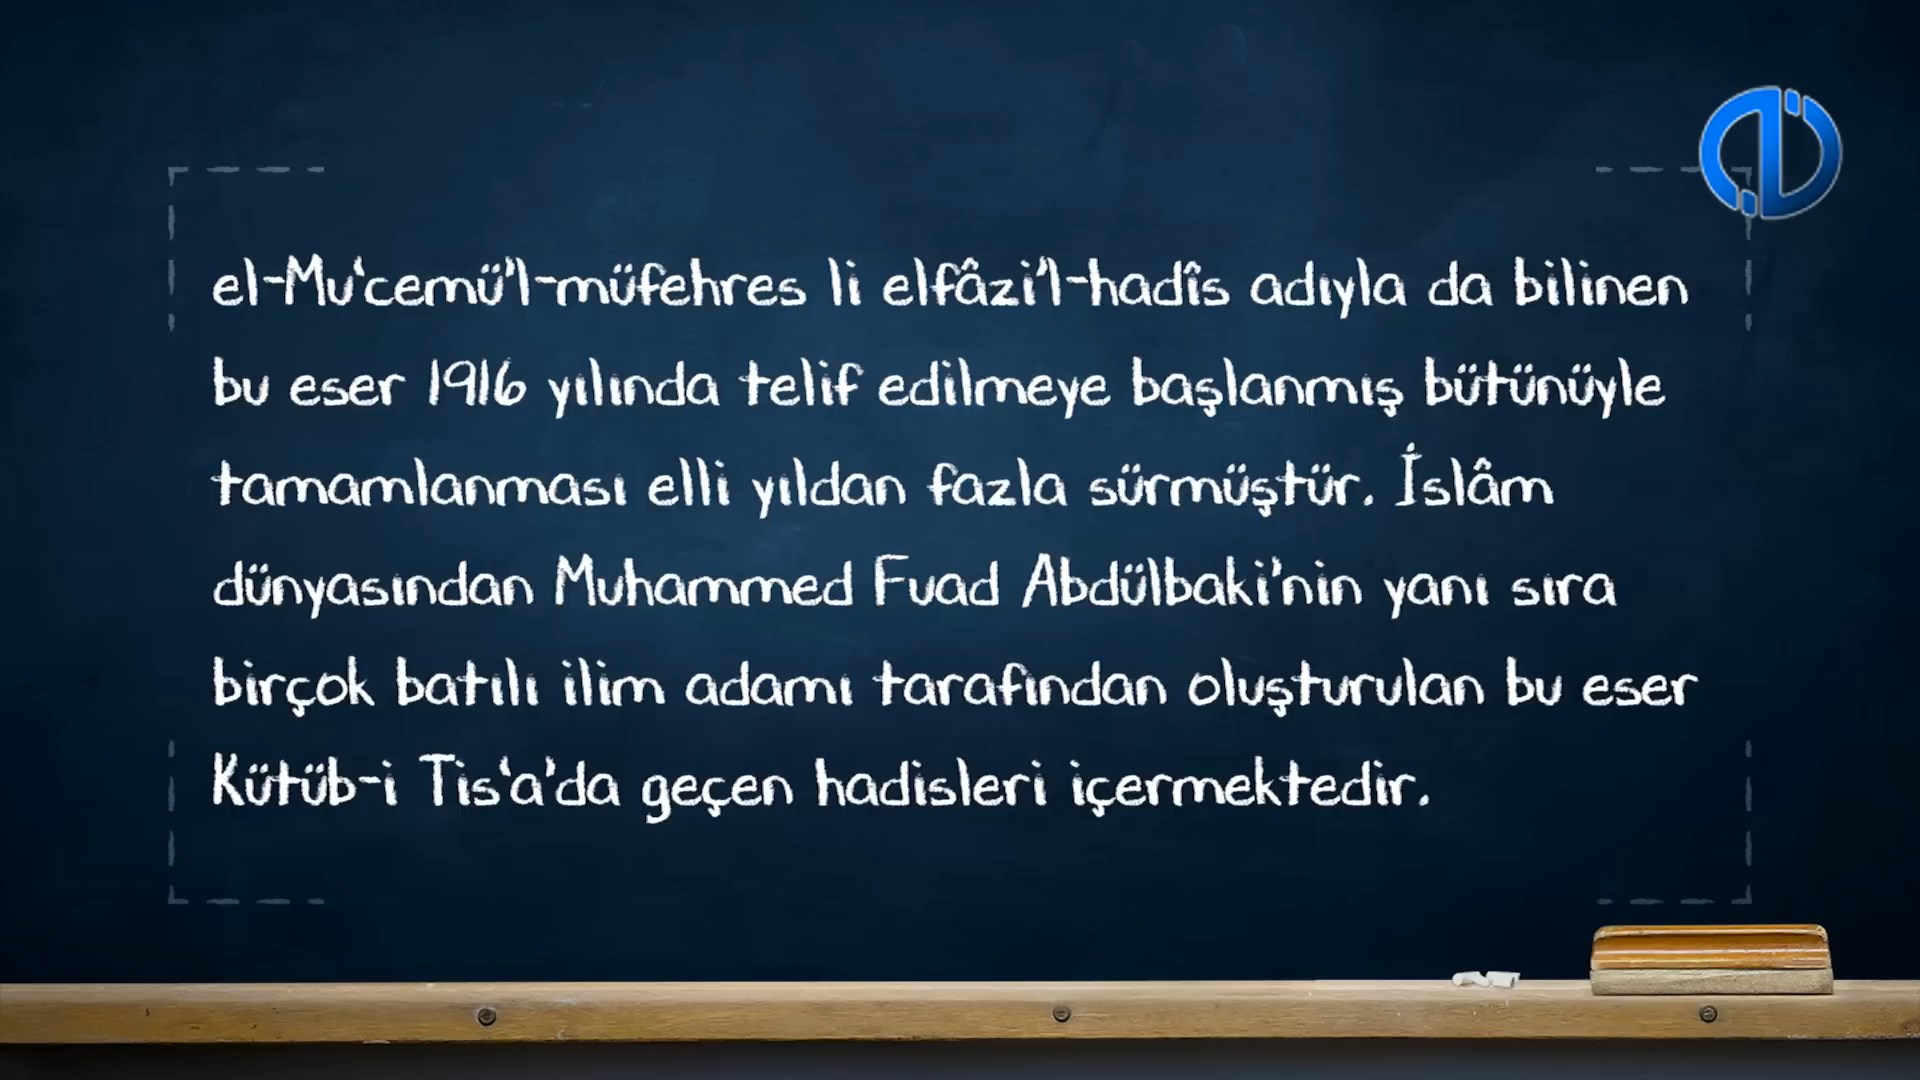 el-Mu‘cemü’l-müfehres li elfâzi’l-hadîs adıyla da bilinen
bu eser 1916 yılında telif edilmeye başlanmış bütünüyle
tamamlanması elli yıldan fazla sürmüştür. İslâm
dünyasından Muhammed Fuad Abdülbaki’nin yanı sıra
birçok batılı ilim adamı tarafından oluşturulan bu eser
Kütüb-i Tis‘a’da geçen hadisleri içermektedir.